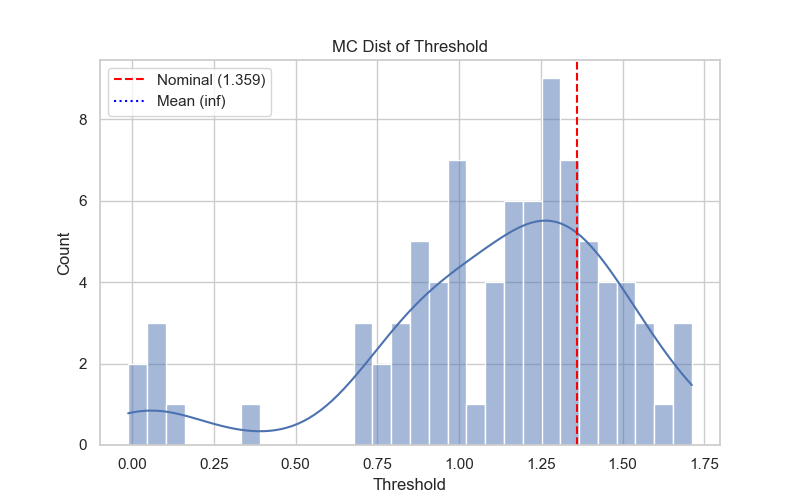 MC Dist of Threshold
Nominal (1.359)
Mean (inf)
Count
8
6
4
2
0
0.00 0.25 0.50 0.75 1.00 1.25 1.50 1.75
Threshold